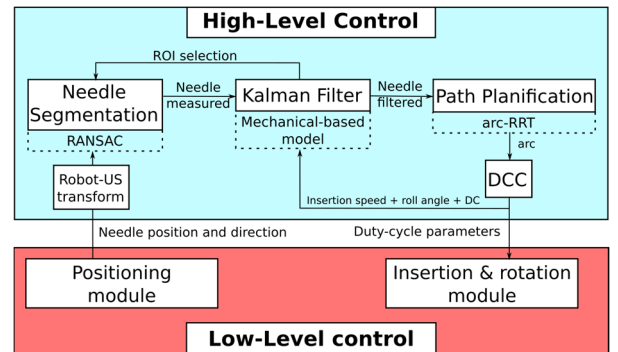 High-Level Control
ROI selection
Needle
Segmentation
RANSAC
Needle
measured
Kalman Filter
Mechanical-based
model
Needle
filtered
Path Planification
arc-RRT
arc
Robot-US
transform
DCC
Insertion speed + roll angle + DC
Needle position and direction
Duty-cycle parameters
Positioning
module
Insertion & rotation
module
Low-Level control